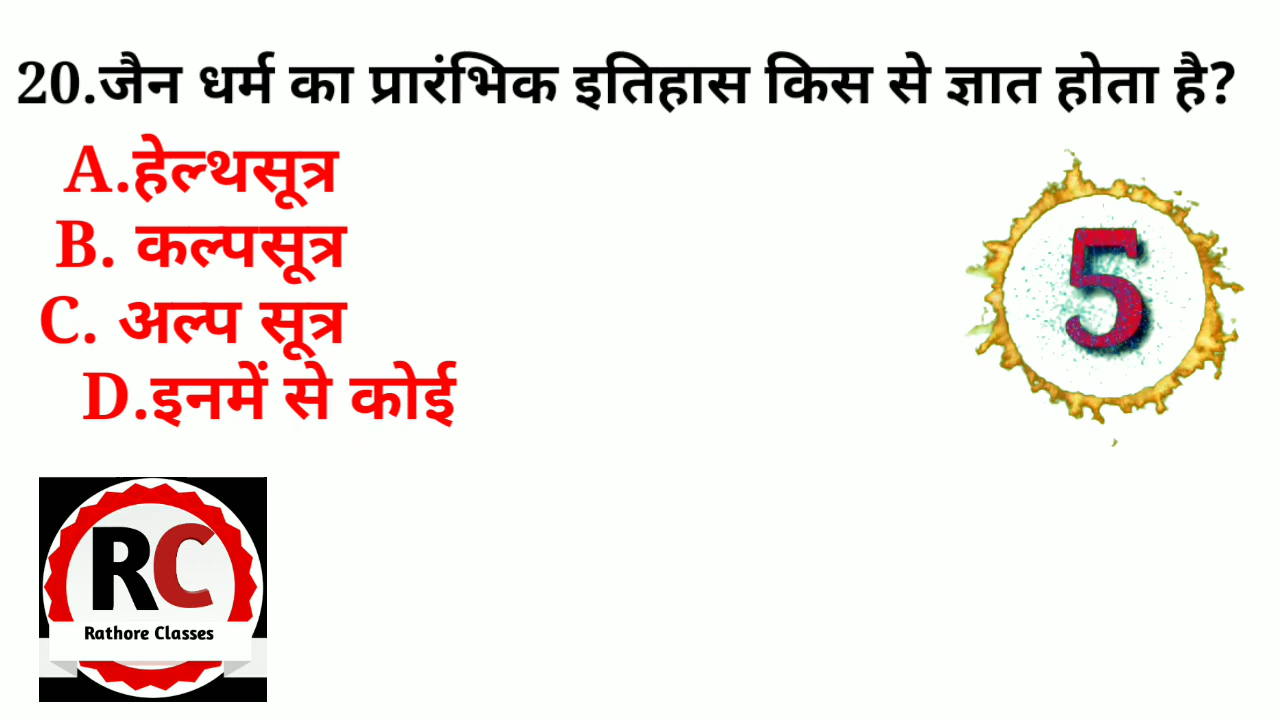 20.जैन धर्म का प्रारंभिक इतिहास किस से ज्ञात होता है?
A.हेल्थसूत्र
B. कल्पसूत्र
C. अल्प सूत्र
D.इनमें से कोई
5
RC
Rathore Classes